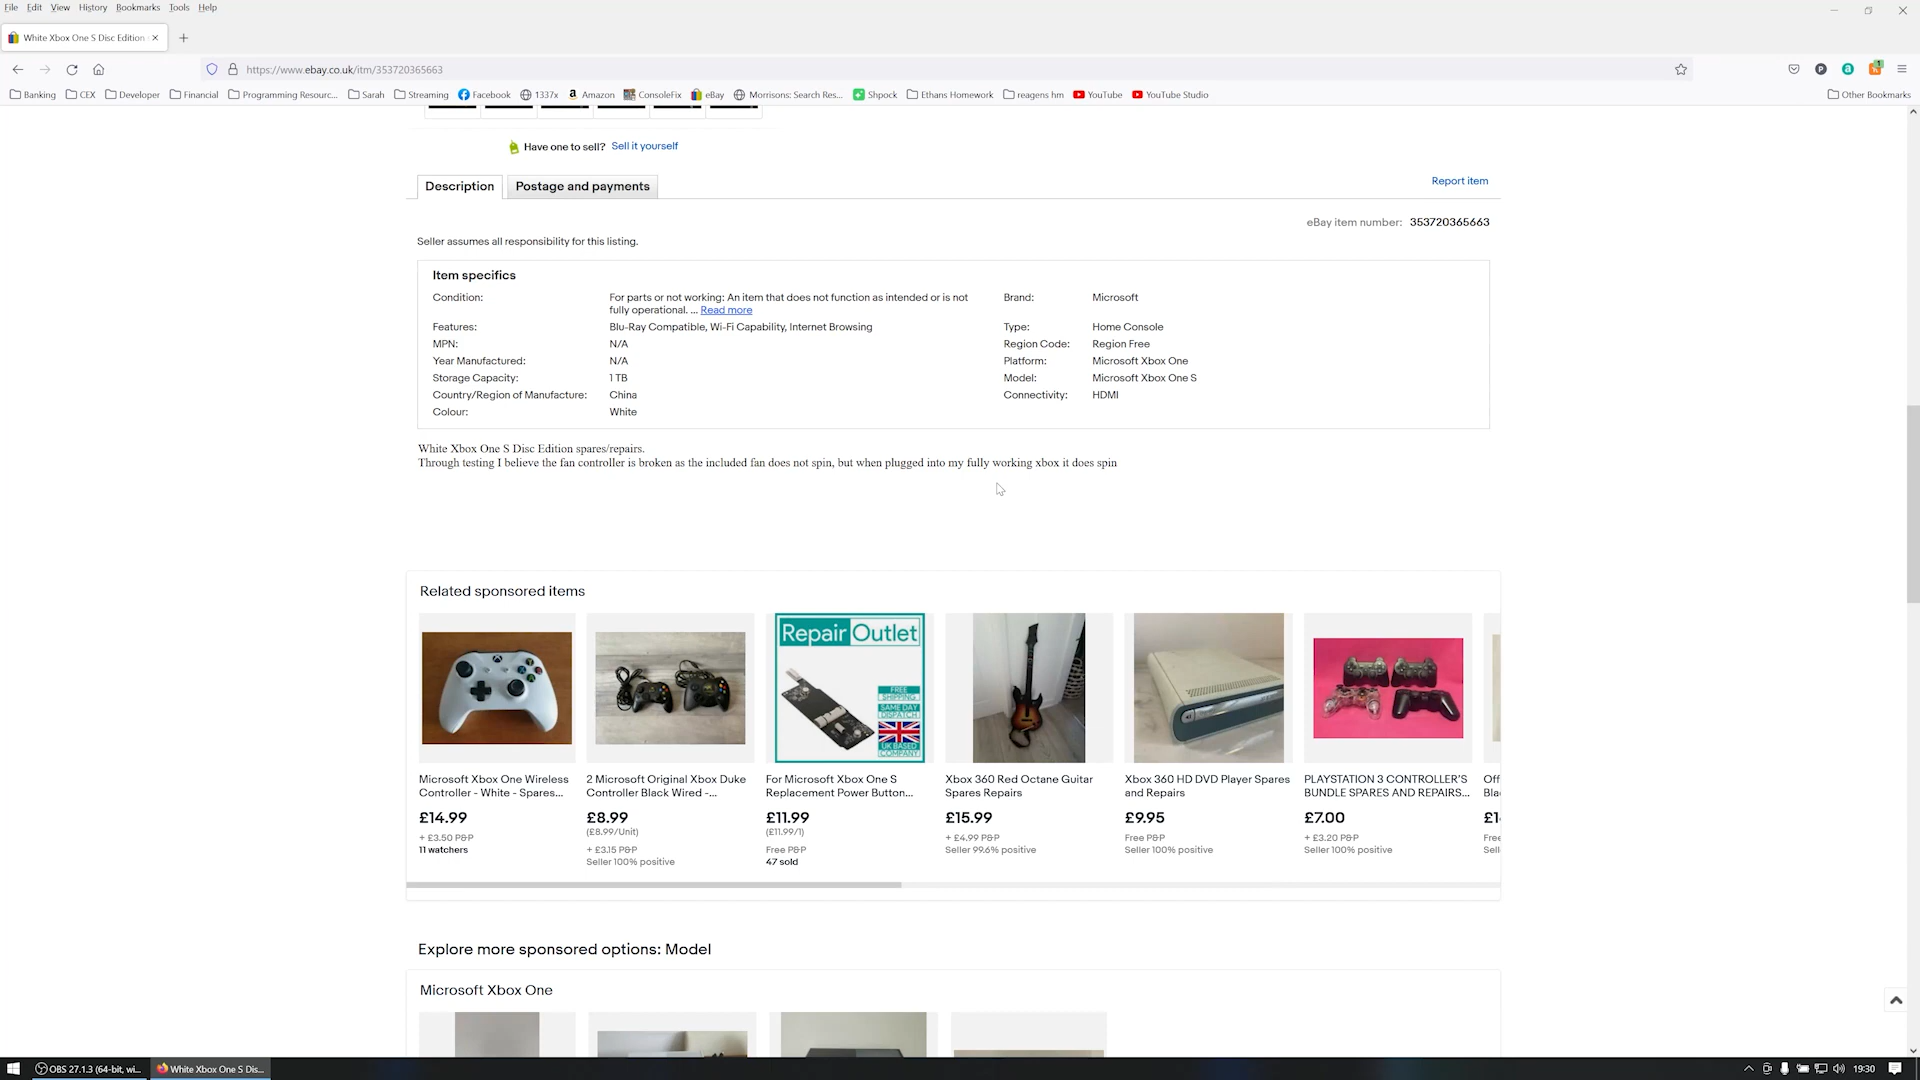 File Edit View History Bookmarks Tools Help
White Xbox One S Disc Edition
https://www.ebay.co.uk/itm/353720365663
Banking CEX Developer Financial Programming Resourc... Sarah Streaming Facebook 1337x Amazon ConsoleFix eBay Morrisons: Search Res... Shpock Ethans Homework reagens hm YouTube YouTube Studio Other Bookmarks
Have one to sell? Sell it yourself
Description Postage and payments Report item
eBay item number: 353720365663
Seller assumes all responsibility for this listing.
Item specifics
Condition: For parts or not working: An item that does not function as intended or is not Brand: Microsoft
fully operational. ... Read more
Features: Blu-Ray Compatible, Wi-Fi Capability, Internet Browsing Type: Home Console
MPN: N/A Region Code: Region Free
Year Manufactured: N/A Platform: Microsoft Xbox One
Storage Capacity: 1 TB Model: Microsoft Xbox One S
Country/Region of Manufacture: China Connectivity: HDMI
Colour: White
White Xbox One S Disc Edition spares/repairs.
Through testing I believe the fan controller is broken as the included fan does not spin, but when plugged into my fully working xbox it does spin
Related sponsored items
Repair Outlet
FREE
SHIPPING
SAME DAY
DISPATCH
UK BASED
COMPANY
Microsoft Xbox One Wireless
Controller - White - Spares...
£14.99
+ £3.50 P&P
11 watchers
2 Microsoft Original Xbox Duke
Controller Black Wired -...
£8.99
(£8.99/Unit)
+ £3.15 P&P
Seller 100% positive
For Microsoft Xbox One S
Replacement Power Button...
£11.99
(£11.99/1)
Free P&P
47 sold
Xbox 360 Red Octane Guitar
Spares Repairs
£15.99
+ £4.99 P&P
Seller 99.6% positive
Xbox 360 HD DVD Player Spares
and Repairs
£9.95
Free P&P
Seller 100% positive
PLAYSTATION 3 CONTROLLER'S
BUNDLE SPARES AND REPAIRS...
£7.00
+ £3.20 P&P
Seller 100% positive
Explore more sponsored options: Model
Microsoft Xbox One
OBS 27.1.3 (64-bit, wi... White Xbox One S Dis... 19:30